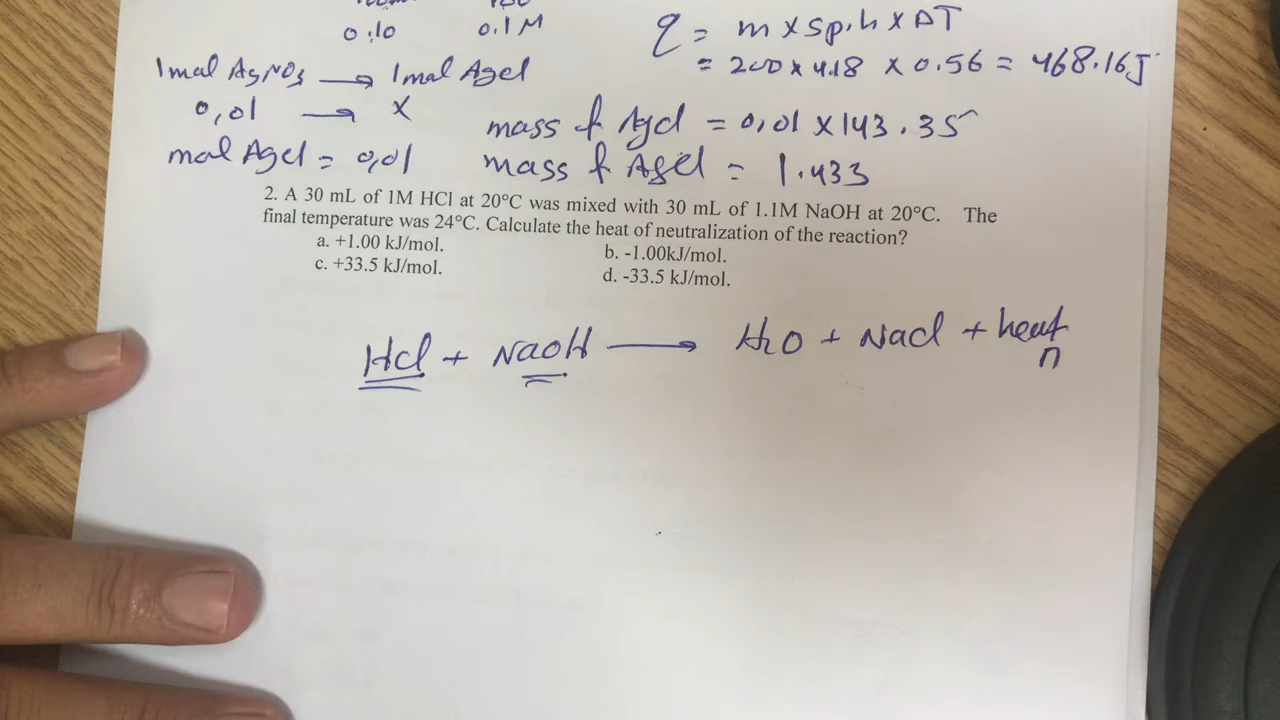 0.10 0.1M
q = m x sp.h x ΔT
1mol AgNO3 → 1mol Agcl
= 200 x 4.18 x 0.56 = 468.16J
0,01 → x
mass of Agcl = 0,01 x 143.35
mol Agcl = 0,01
mass of Agcl = 1.433
2. A 30 mL of 1M HCl at 20°C was mixed with 30 mL of 1.1M NaOH at 20°C. The
final temperature was 24°C. Calculate the heat of neutralization of the reaction?
a. +1.00 kJ/mol. b. -1.00kJ/mol.
c. +33.5 kJ/mol. d. -33.5 kJ/mol.
Hcl + NaoH → H2O + Nacl + heat
n